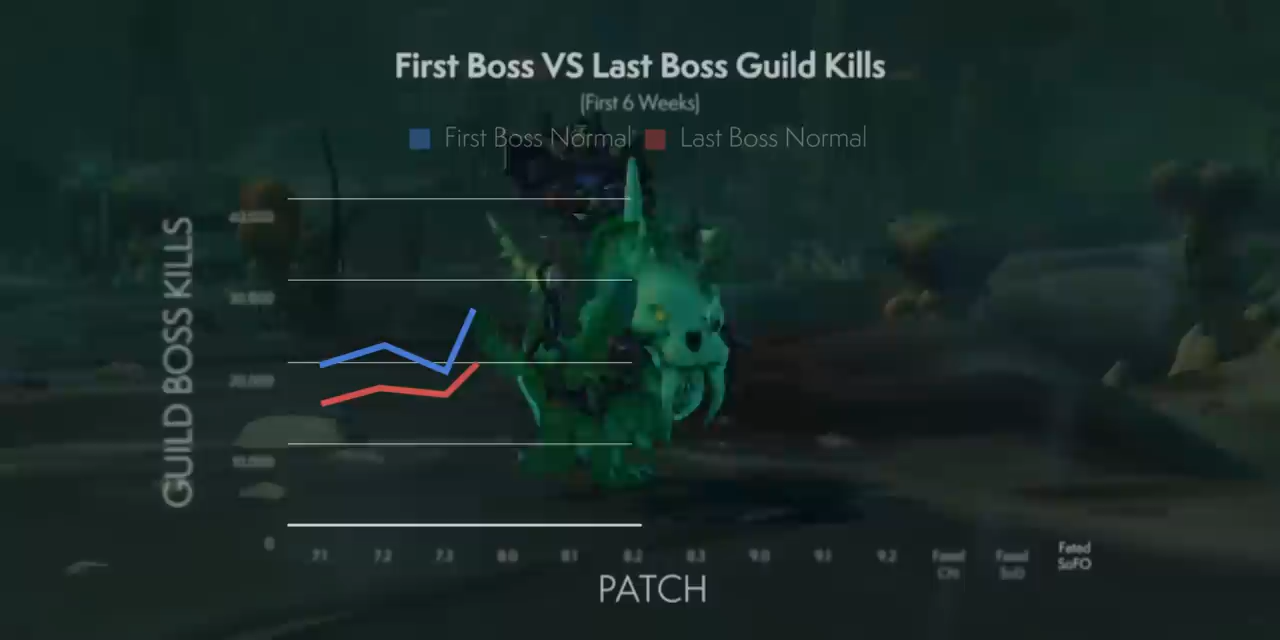 First Boss VS Last Boss Guild Kills
(First 6 Weeks)
First Boss Normal
Last Boss Normal
GUILD BOSS KILLS
40,000
30,000
20,000
10,000
0
7.1 7.2 7.3 8.0 8.1 8.2 8.3 9.0 9.1 9.2 Fated Fated SoD Fated SoFO
PATCH